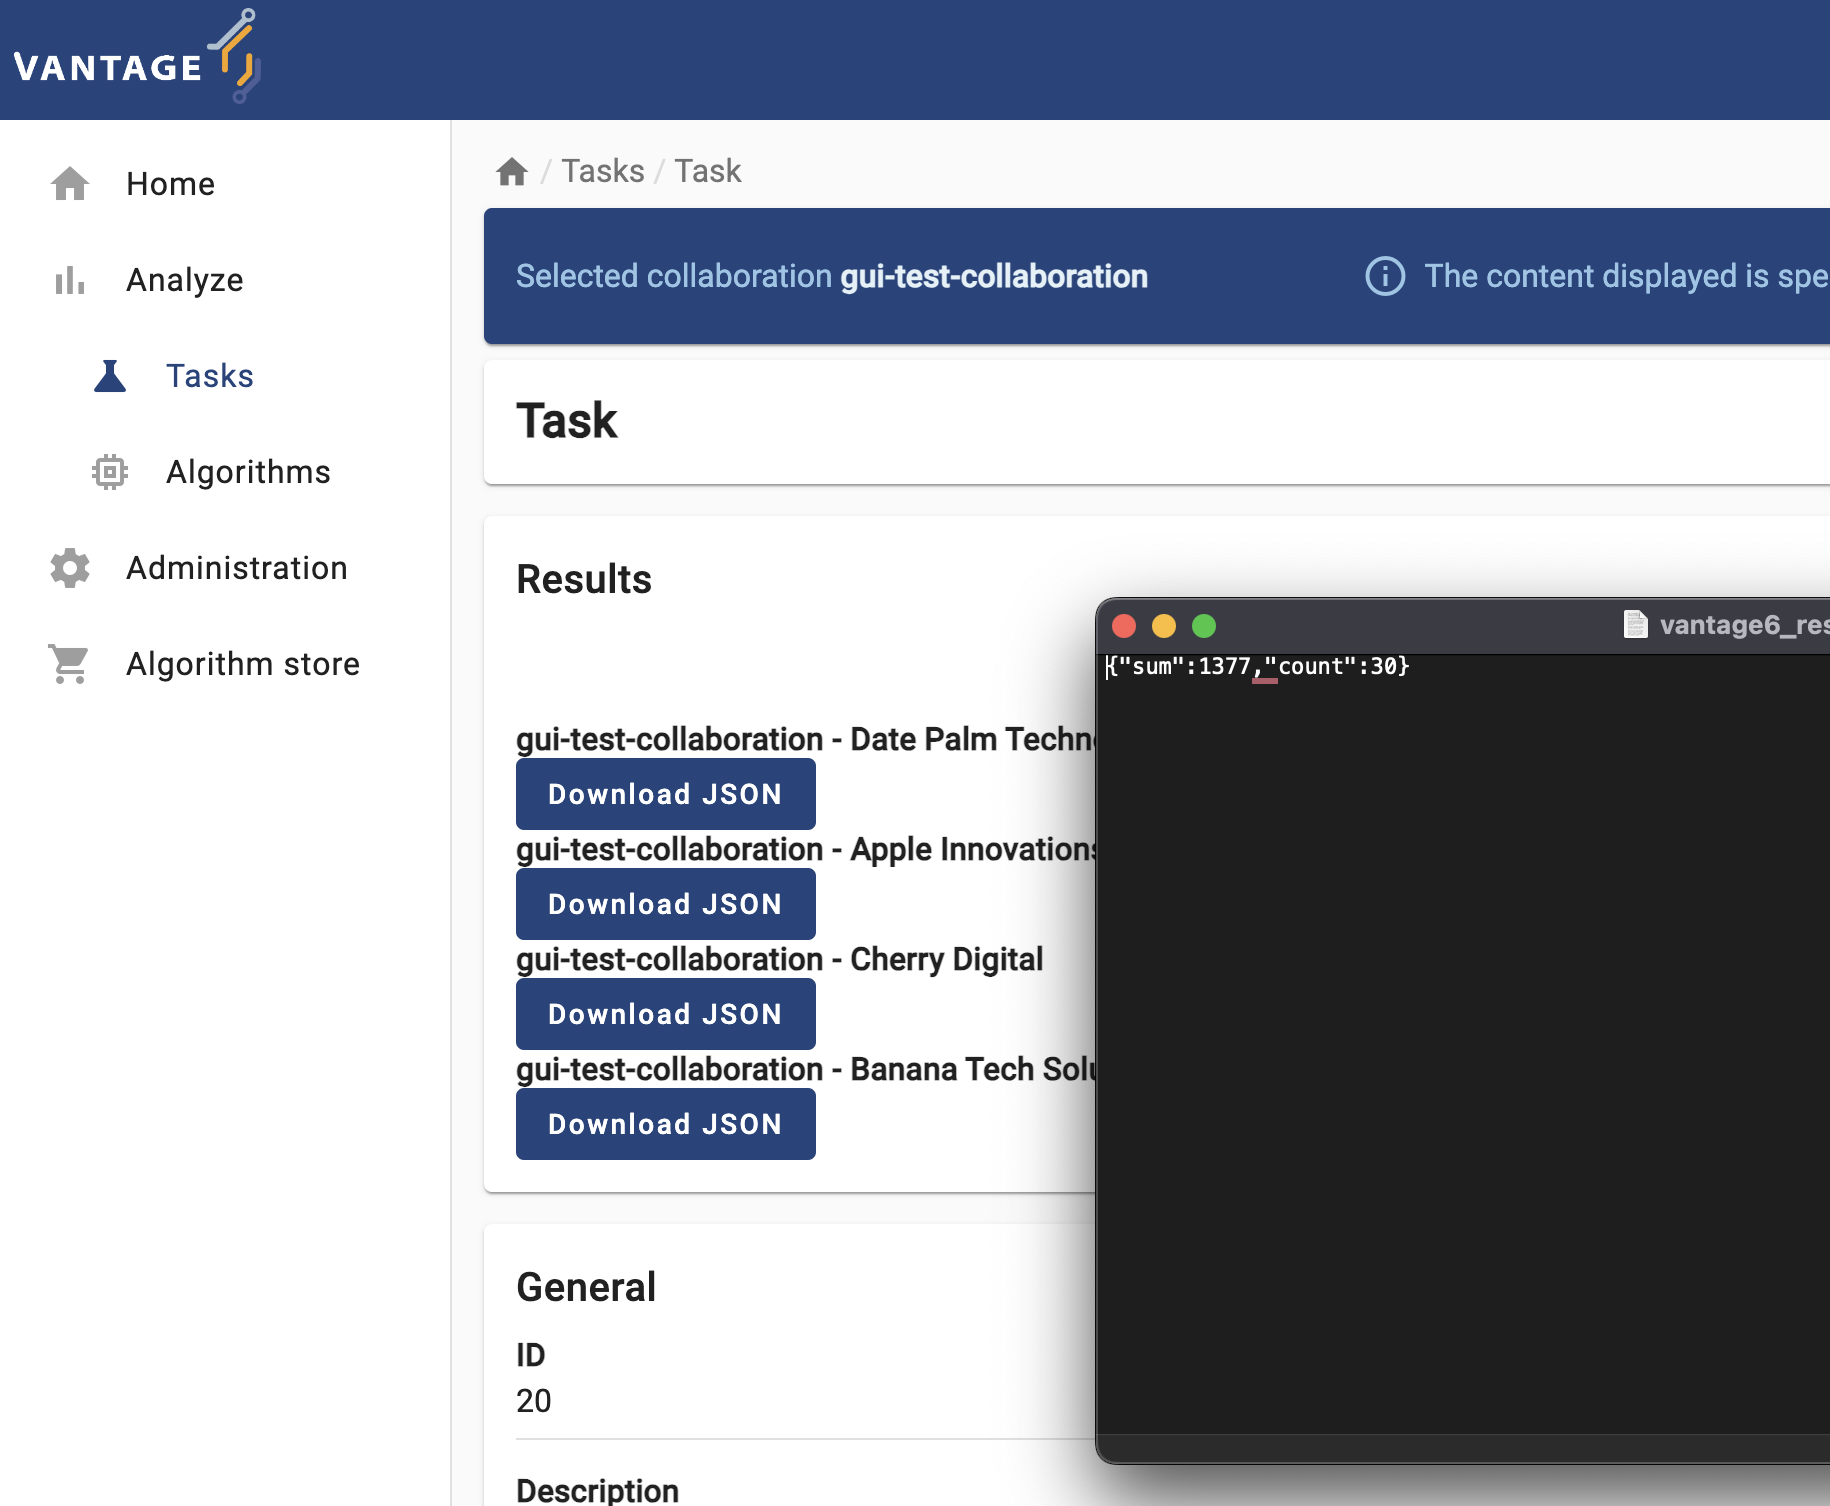 VANTAGE
Home
Analyze
Tasks
Algorithms
Administration
Algorithm store
/ Tasks / Task
Selected collaboration gui-test-collaboration
The content displayed is spe
Task
Results
gui-test-collaboration - Date Palm Techn
Download JSON
gui-test-collaboration - Apple Innovations
Download JSON
gui-test-collaboration - Cherry Digital
Download JSON
gui-test-collaboration - Banana Tech Solu
Download JSON
General
ID
20
Description
vantage6_res
{"sum":1377,"count":30}